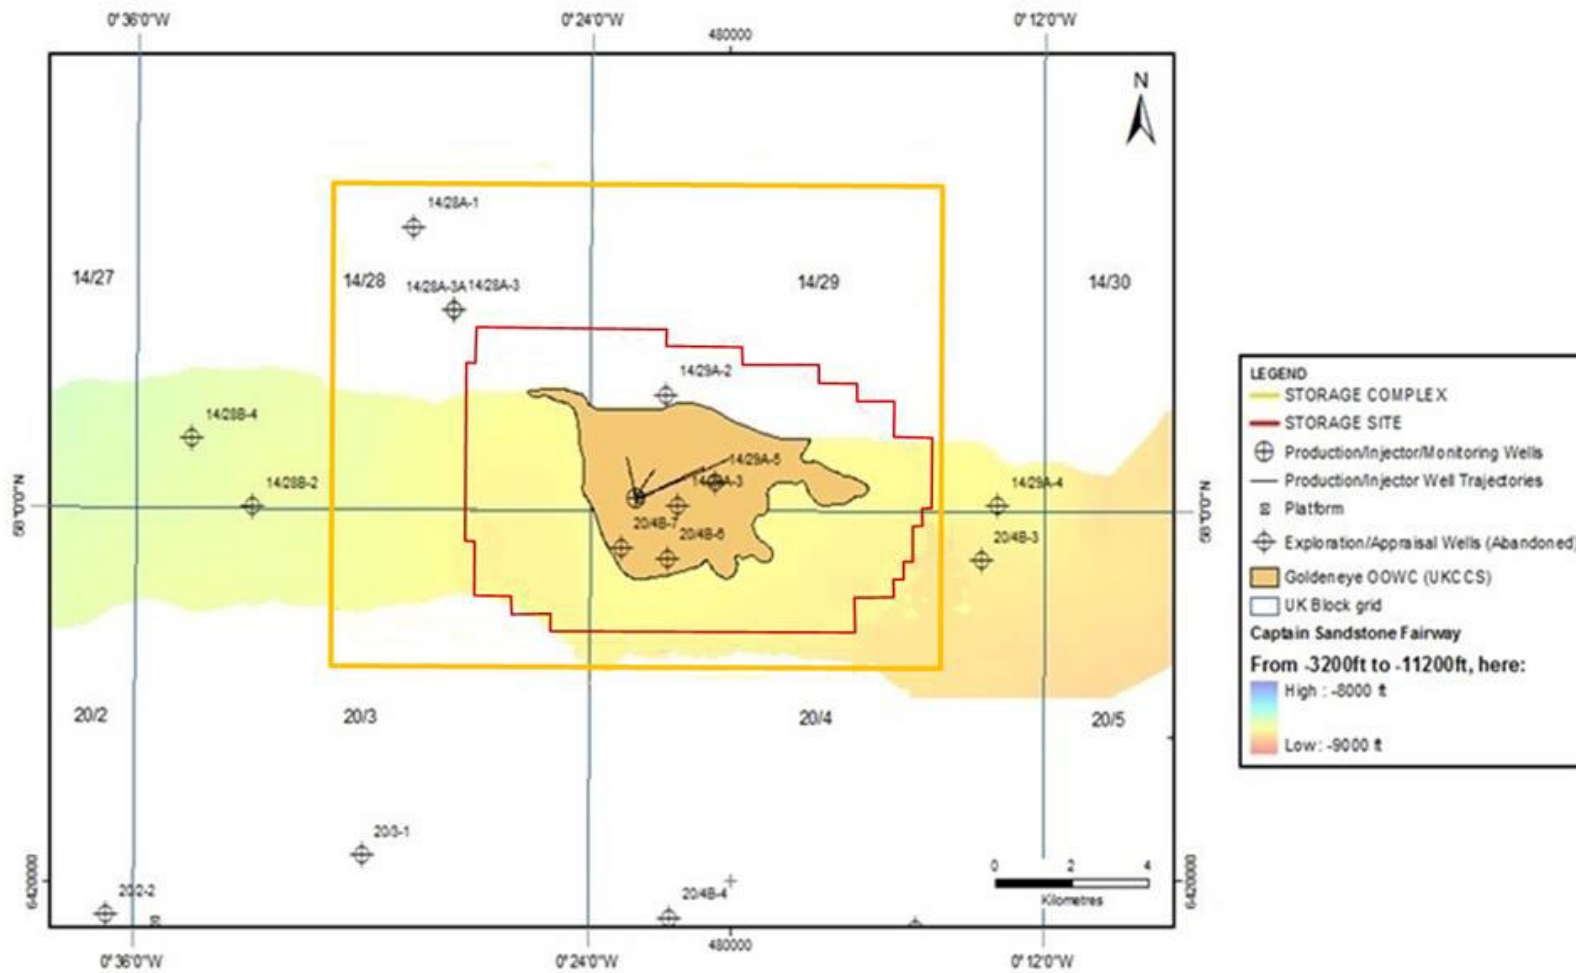 0°36'0"W
0°24'0"W
0°12'0"W
480000
N
14/28A-1
14/27
14/28
14/29
14/30
14/28A-3A 14/28A-3
14/29A-2
14/28B-4
14/29A-5
14/28B-2
14/29A-3
14/29A-4
58°0'0"N
58°0'0"N
20/4B-7
20/4B-6
20/4B-3
20/2
20/3
20/4
20/5
20/3-1
20/2-2
20/4B-4
6420000
6420000
0 2 4
Kilometres
0°36'0"W
0°24'0"W
480000
0°12'0"W
LEGEND
STORAGE COMPLEX
STORAGE SITE
Production/Injector/Monitoring Wells
Production/Injector Well Trajectories
Platform
Exploration/Appraisal Wells (Abandoned)
Goldeneye OOWC (UKCCS)
UK Block grid
Captain Sandstone Fairway
From -3200ft to -11200ft, here:
High : -8000 ft
Low : -9000 ft